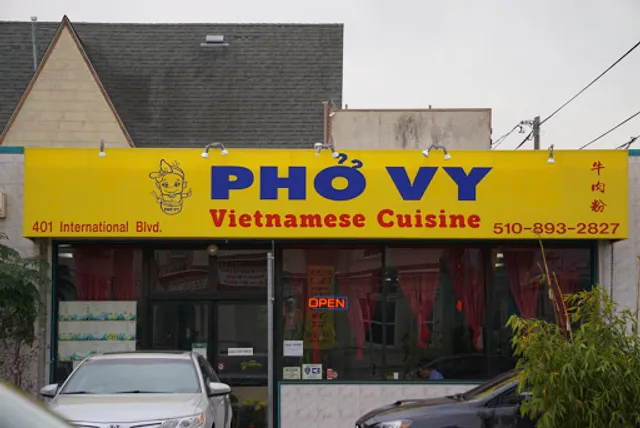 PHỞ VY
Vietnamese Cuisine
401 International Blvd.
510-893-2827
牛肉粉
OPEN